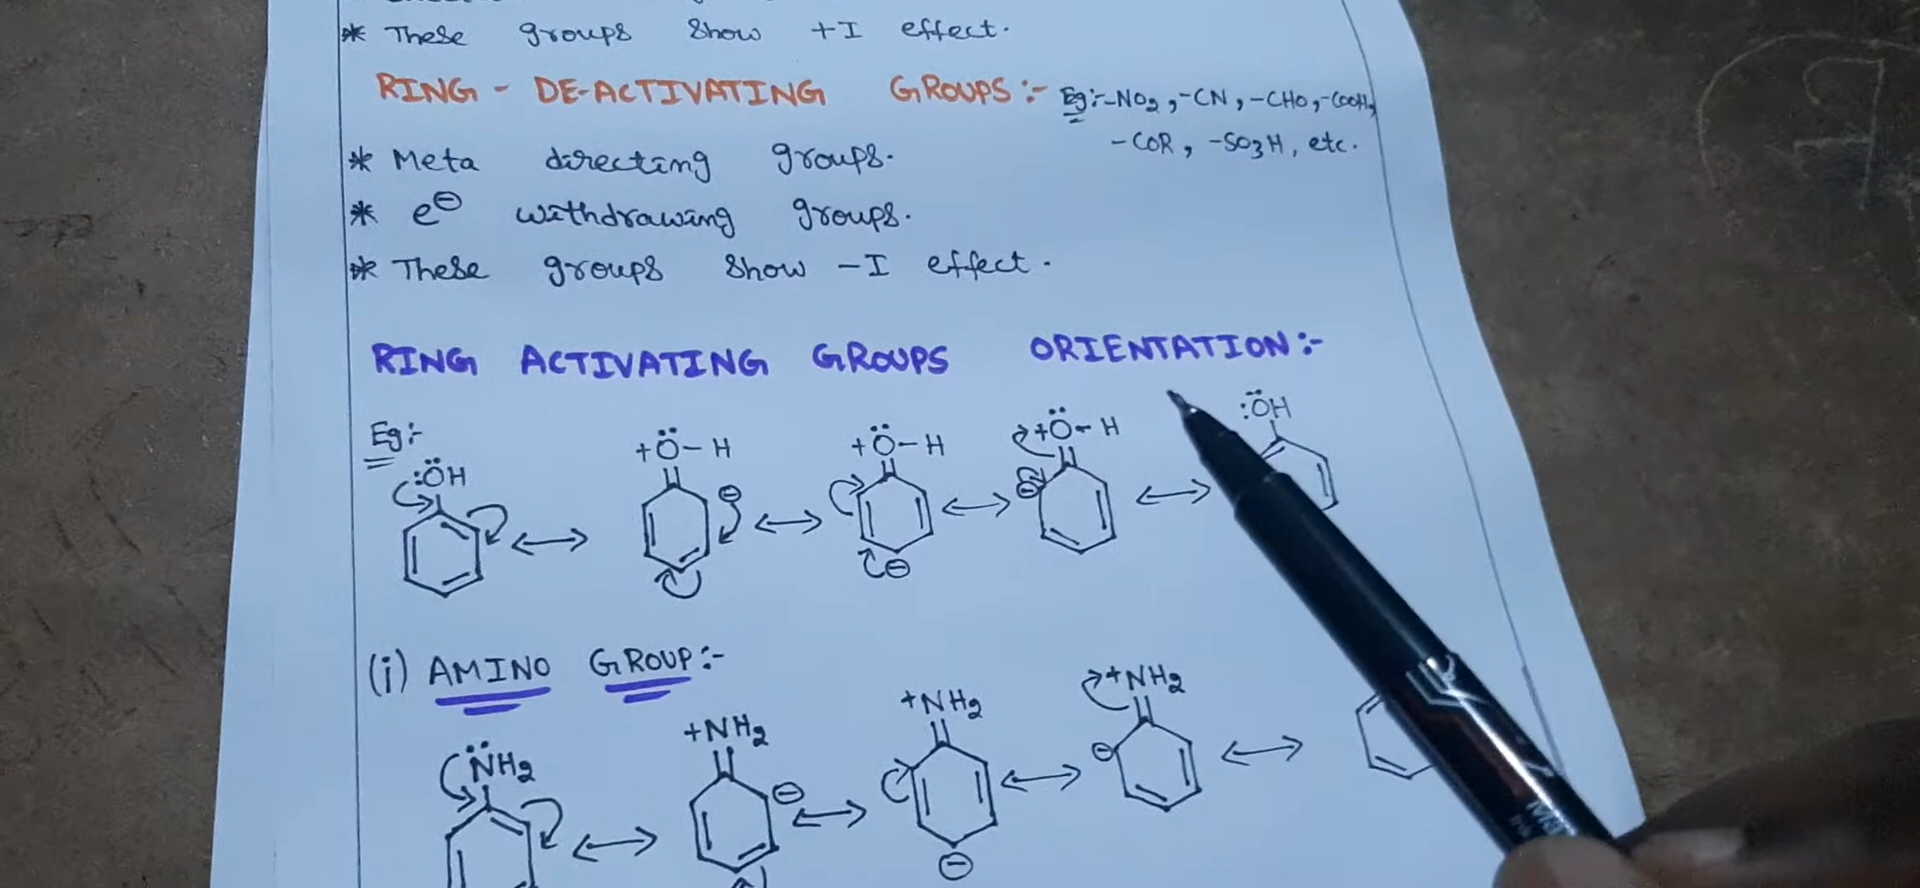 * These groups show +I effect.
RING - DE-ACTIVATING GROUPS:- Eg:- -NO2, -CN, -CHO, -COOH,
-COR, -SO3H, etc.
* Meta directing groups.
* e⊖ withdrawing groups.
* These groups show -I effect.
RING ACTIVATING GROUPS ORIENTATION:-
Eg:-
:ÖH +Ö-H +Ö-H +Ö-H :ÖH
⊖ ⊖ ⊖
(i) AMINO GROUP:-
N̈H2 +NH2 +NH2 +NH2
⊖ ⊖ ⊖